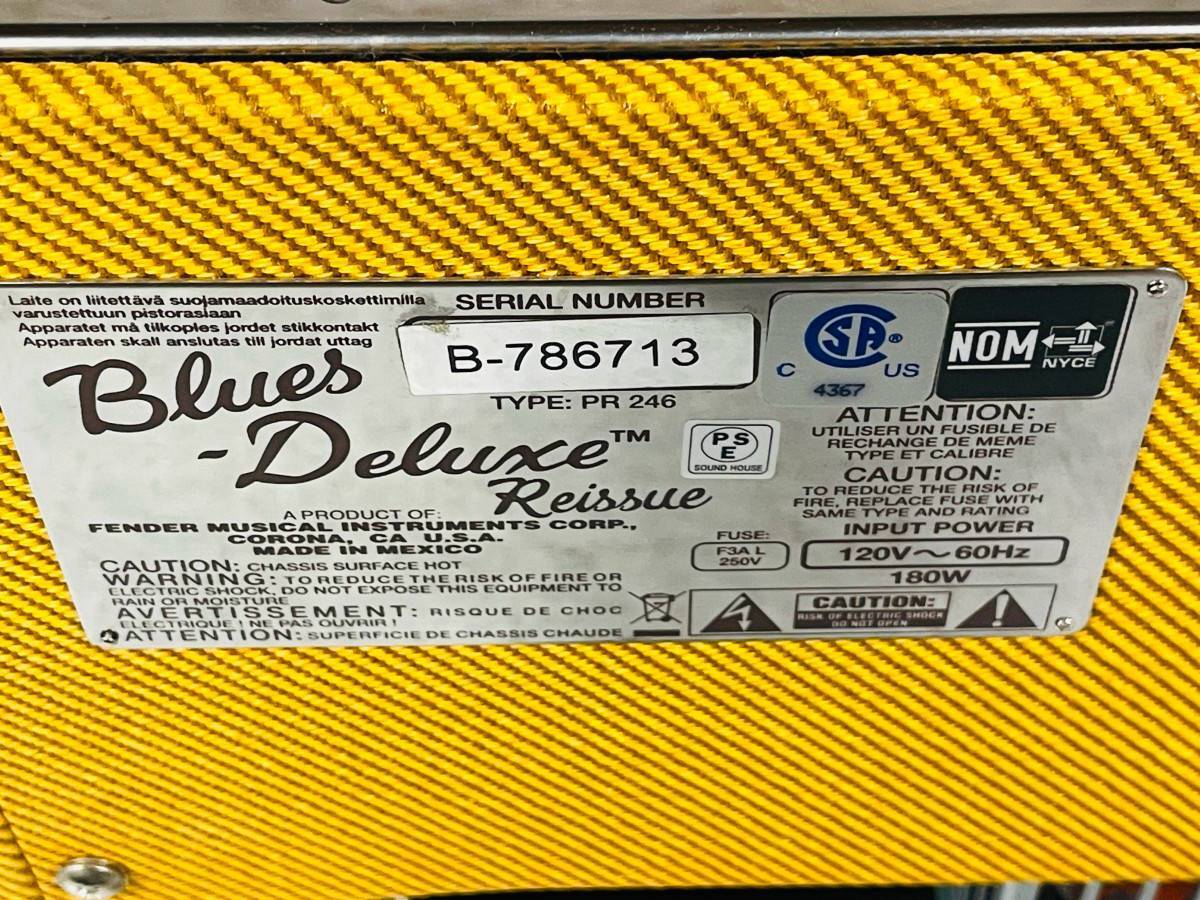 Laite on liitettävä suojamaadoituskoskettimilla
varustettuun pistorasiaan
Apparatet må tilkoples jordet stikkontakt
Apparaten skall anslutas till jordat uttag
SERIAL NUMBER
B-786713
TYPE: PR 246
Blues
-Deluxe™
Reissue
A PRODUCT OF:
FENDER MUSICAL INSTRUMENTS CORP.,
CORONA, CA U.S.A.
MADE IN MEXICO
CAUTION: CHASSIS SURFACE HOT
WARNING: TO REDUCE THE RISK OF FIRE OR
ELECTRIC SHOCK, DO NOT EXPOSE THIS EQUIPMENT TO
RAIN OR MOISTURE
AVERTISSEMENT: RISQUE DE CHOC
ELECTRIQUE ! NE PAS OUVRIR !
ATTENTION: SUPERFICIE DE CHASSIS CHAUDE
PS
E
SOUND HOUSE
FUSE:
F3A L
250V
SA®
C US
4367
NOM
NYCE
ATTENTION:
UTILISER UN FUSIBLE DE
RECHANGE DE MEME
TYPE ET CALIBRE
CAUTION:
TO REDUCE THE RISK OF
FIRE, REPLACE FUSE WITH
SAME TYPE AND RATING
INPUT POWER
120V~60Hz
180W
CAUTION:
RISK OF ELECTRIC SHOCK
DO NOT OPEN